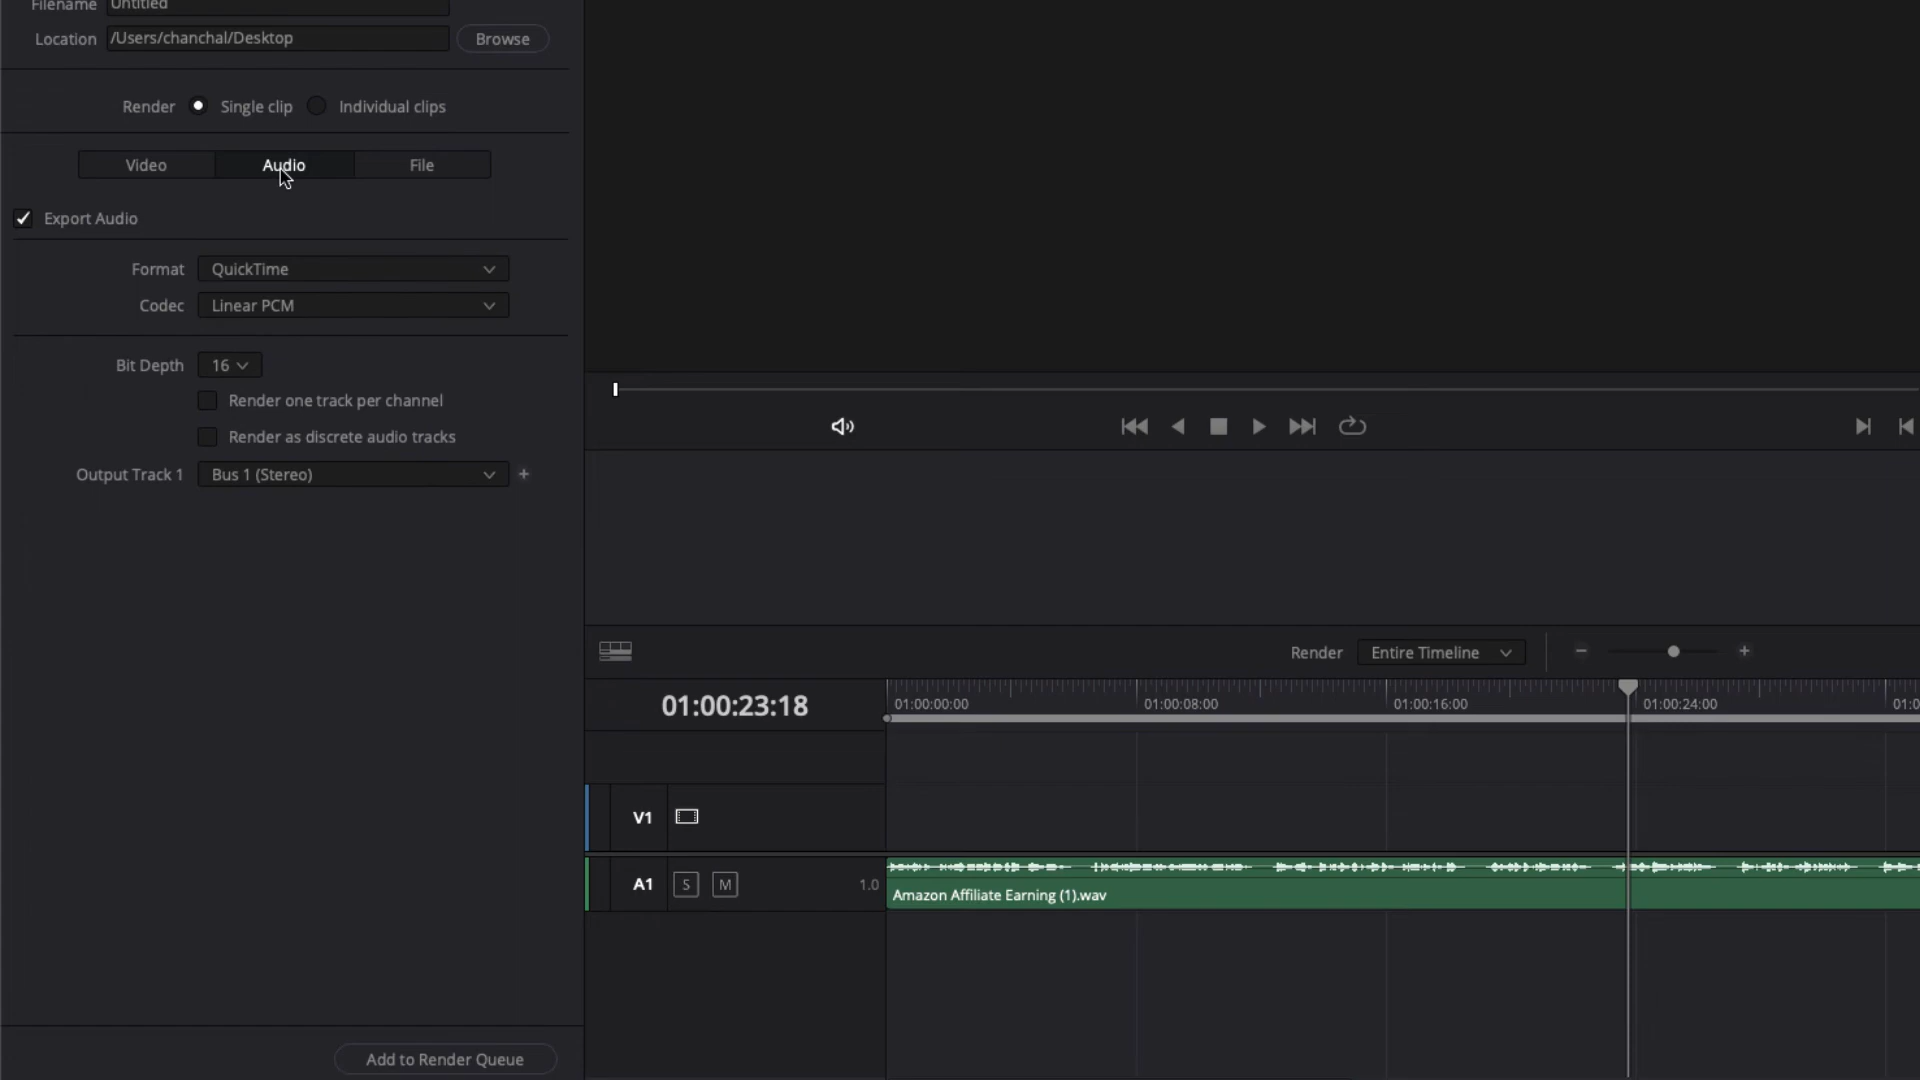 Filename Untitled
Location /Users/chanchal/Desktop Browse
Render Single clip Individual clips
Video Audio File
Export Audio
Format QuickTime
Codec Linear PCM
Bit Depth 16
Render one track per channel
Render as discrete audio tracks
Output Track 1 Bus 1 (Stereo) +
Add to Render Queue
Render Entire Timeline
01:00:23:18
01:00:00:00 01:00:08:00 01:00:16:00 01:00:24:00 01:0
V1
A1 S M 1.0
Amazon Affiliate Earning (1).wav